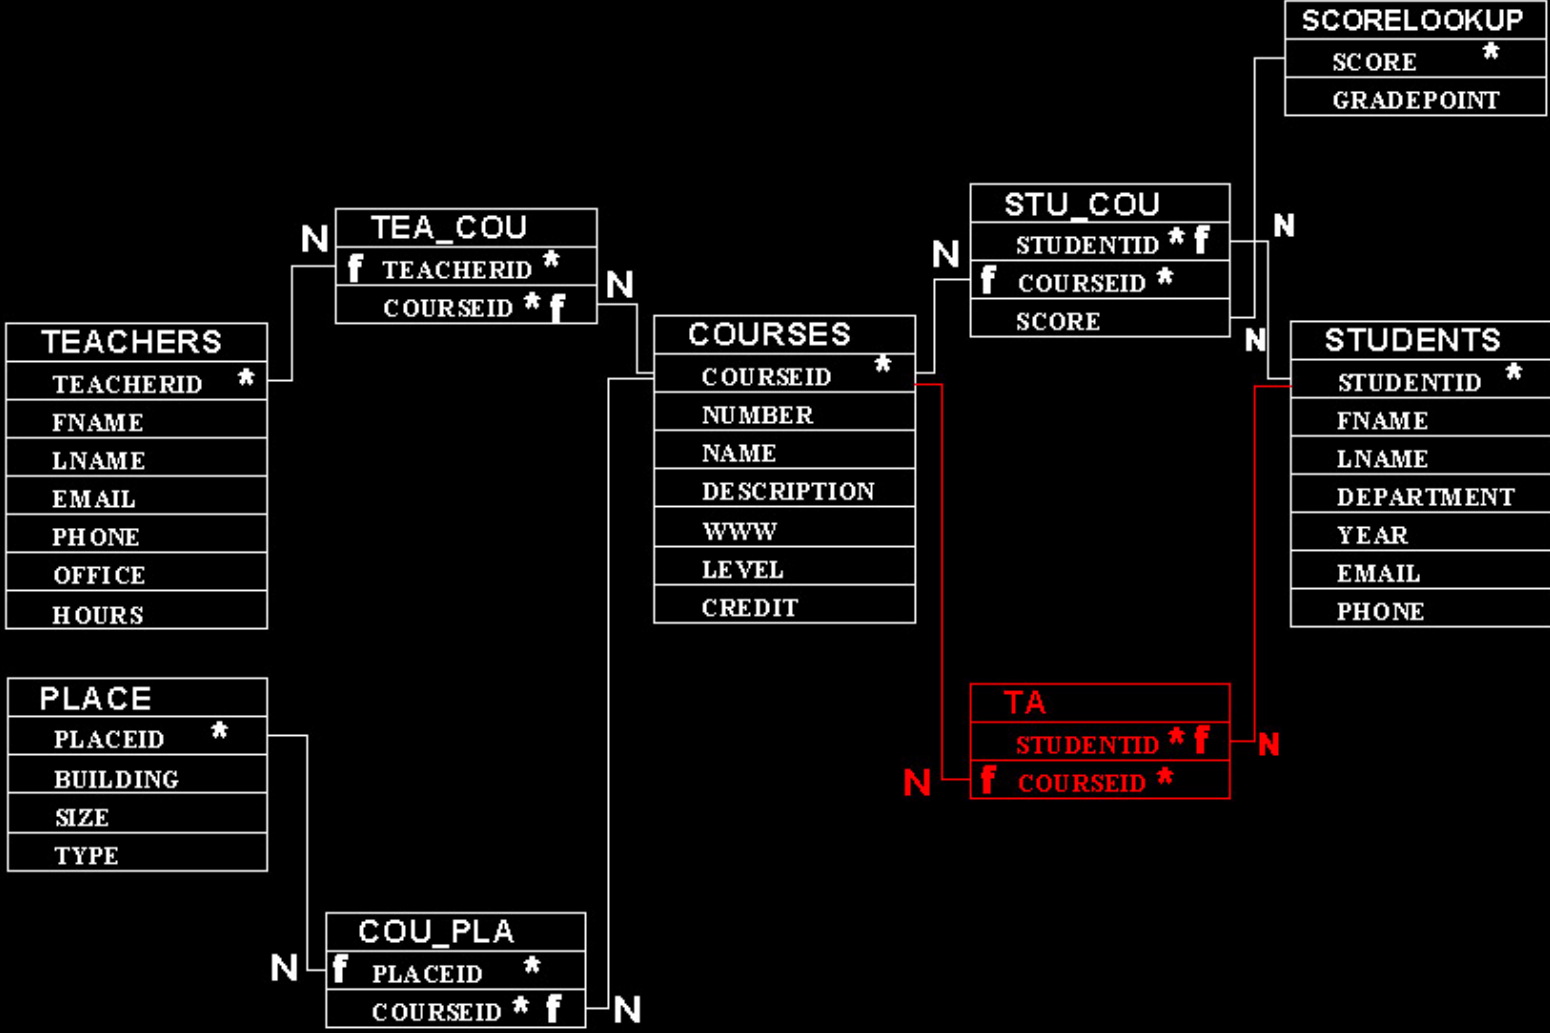 SCORELOOKUP
SCORE *
GRADEPOINT
TEA_COU
N
f TEACHERID *
COURSEID * f
N
STU_COU
STUDENTID * f
N
N
f COURSEID *
SCORE
N
TEACHERS
TEACHERID *
FNAME
LNAME
EMAIL
PHONE
OFFICE
HOURS
COURSES
COURSEID *
NUMBER
NAME
DESCRIPTION
WWW
LEVEL
CREDIT
STUDENTS
STUDENTID *
FNAME
LNAME
DEPARTMENT
YEAR
EMAIL
PHONE
PLACE
PLACEID *
BUILDING
SIZE
TYPE
TA
STUDENTID * f
N
N
f COURSEID *
COU_PLA
N
f PLACEID *
COURSEID * f
N